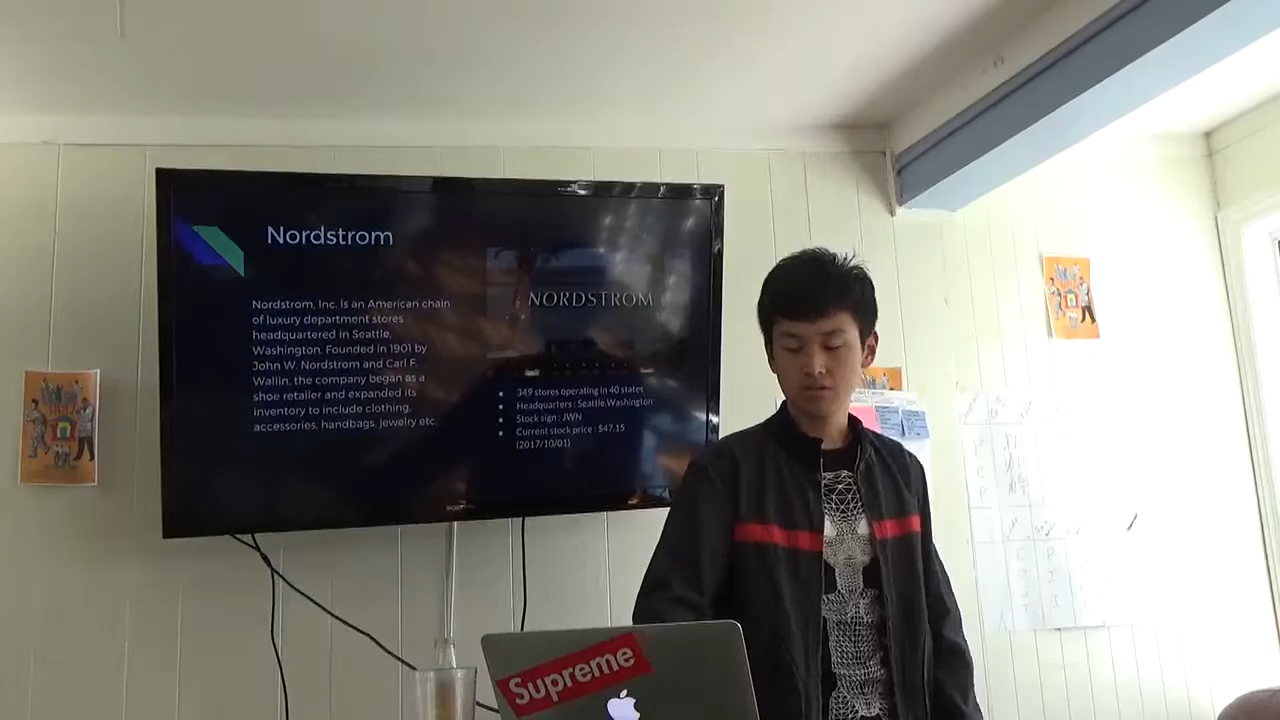 Nordstrom
Nordstrom, Inc. is an American chain
of luxury department stores
headquartered in Seattle,
Washington. Founded in 1901 by
John W. Nordstrom and Carl F.
Wallin, the company began as a
shoe retailer and expanded its
inventory to include clothing,
accessories, handbags, jewelry etc.
NORDSTROM
349 stores operating in 40 states
Headquarters : Seattle,Washington
Stock sign : JWN
Current stock price : $47.15
(2017/10/01)
Supreme